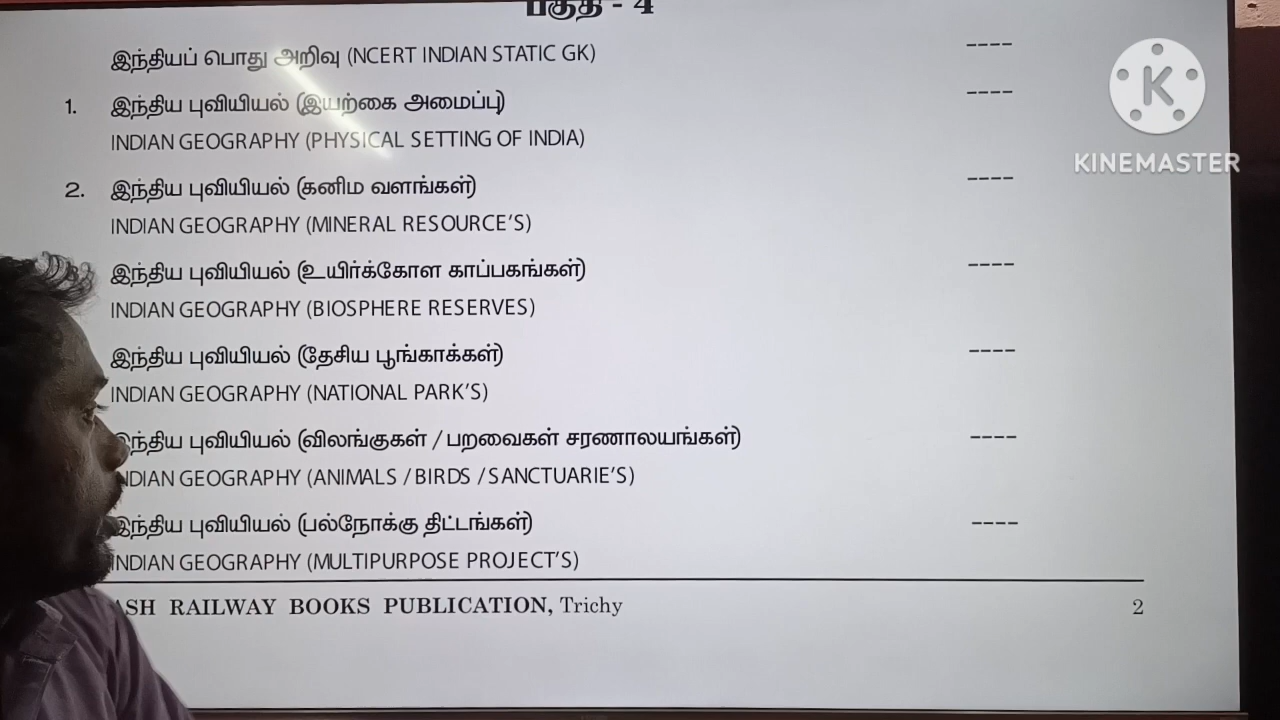 பகுதி - 4
இந்தியப் பொது அறிவு (NCERT INDIAN STATIC GK) ----
1. இந்திய புவியியல் (இயற்கை அமைப்பு) ----
INDIAN GEOGRAPHY (PHYSICAL SETTING OF INDIA)
2. இந்திய புவியியல் (கனிம வளங்கள்) ----
INDIAN GEOGRAPHY (MINERAL RESOURCE'S)
இந்திய புவியியல் (உயிர்க்கோள காப்பகங்கள்) ----
INDIAN GEOGRAPHY (BIOSPHERE RESERVES)
இந்திய புவியியல் (தேசிய பூங்காக்கள்) ----
INDIAN GEOGRAPHY (NATIONAL PARK'S)
இந்திய புவியியல் (விலங்குகள் / பறவைகள் சரணாலயங்கள்) ----
INDIAN GEOGRAPHY (ANIMALS / BIRDS / SANCTUARIE'S)
இந்திய புவியியல் (பல்நோக்கு திட்டங்கள்) ----
INDIAN GEOGRAPHY (MULTIPURPOSE PROJECT'S)
RAILWAY BOOKS PUBLICATION, Trichy 2
K
KINEMASTER